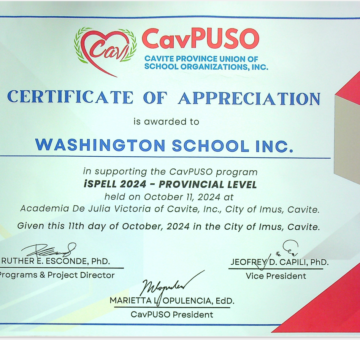 Cavi
CavPUSO
CAVITE PROVINCE UNION OF
SCHOOL ORGANIZATIONS, INC.
CERTIFICATE OF APPRECIATION
is awarded to
WASHINGTON SCHOOL INC.
in supporting the CavPUSO program
iSPELL 2024 – PROVINCIAL LEVEL
held on October 11, 2024 at
Academia De Julia Victoria of Cavite, Inc., City of Imus, Cavite.
Given this 11th day of October, 2024 in the City of Imus, Cavite.
RUTHER E. ESCONDE, PhD.
Programs & Project Director
JEOFREY D. CAPILI, PhD.
Vice President
MARIETTA L. OPULENCIA, EdD.
CavPUSO President